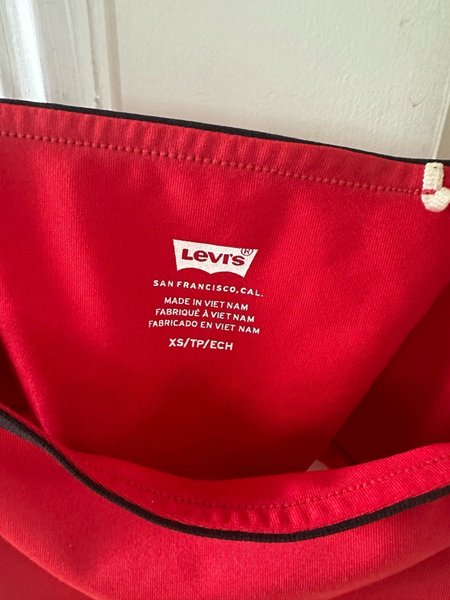 Levi's®
SAN FRANCISCO, CAL.
MADE IN VIET NAM
FABRIQUÉ À VIET NAM
FABRICADO EN VIET NAM
XS/TP/ECH